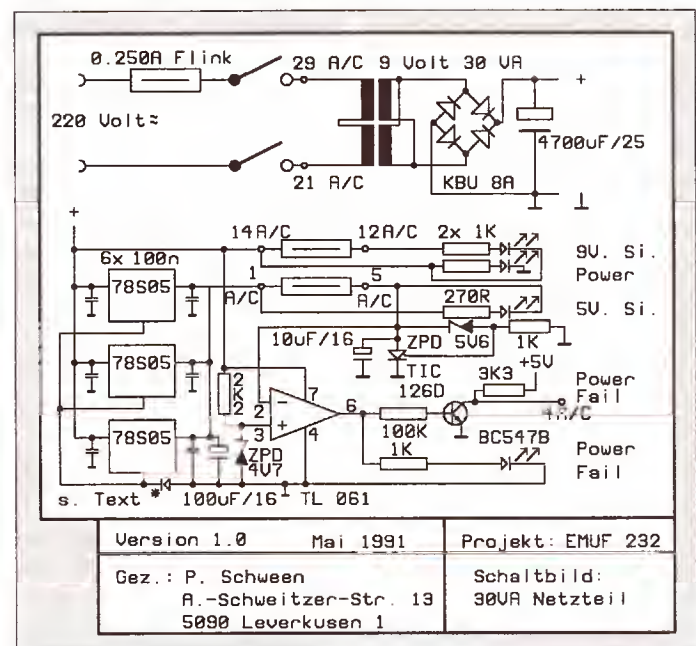 0.250A Flink
29 A/C 9 Volt 30 VA
+
220 Volt≈
4700uF/25
21 A/C
KBU 8A
+
14A/C 12A/C 2x 1K
6x 100n
9V. Si.
Power
78S05
1 5
A/C A/C
270R
5V. Si.
10uF/16
ZPD
5V6
1K
78S05
TIC
126D
+5V
3K3
Power
Fail
4A/C
2K2
7
2 -
6
3 +
4
100K
BC547B
78S05
ZPD
4V7
1K
Power
Fail
s. Text * 100uF/16 TL 061
Version 1.0 Mai 1991
Projekt: EMUF 232
Gez.: P. Schween
A.-Schweitzer-Str. 13
5090 Leverkusen 1
Schaltbild:
30VA Netzteil